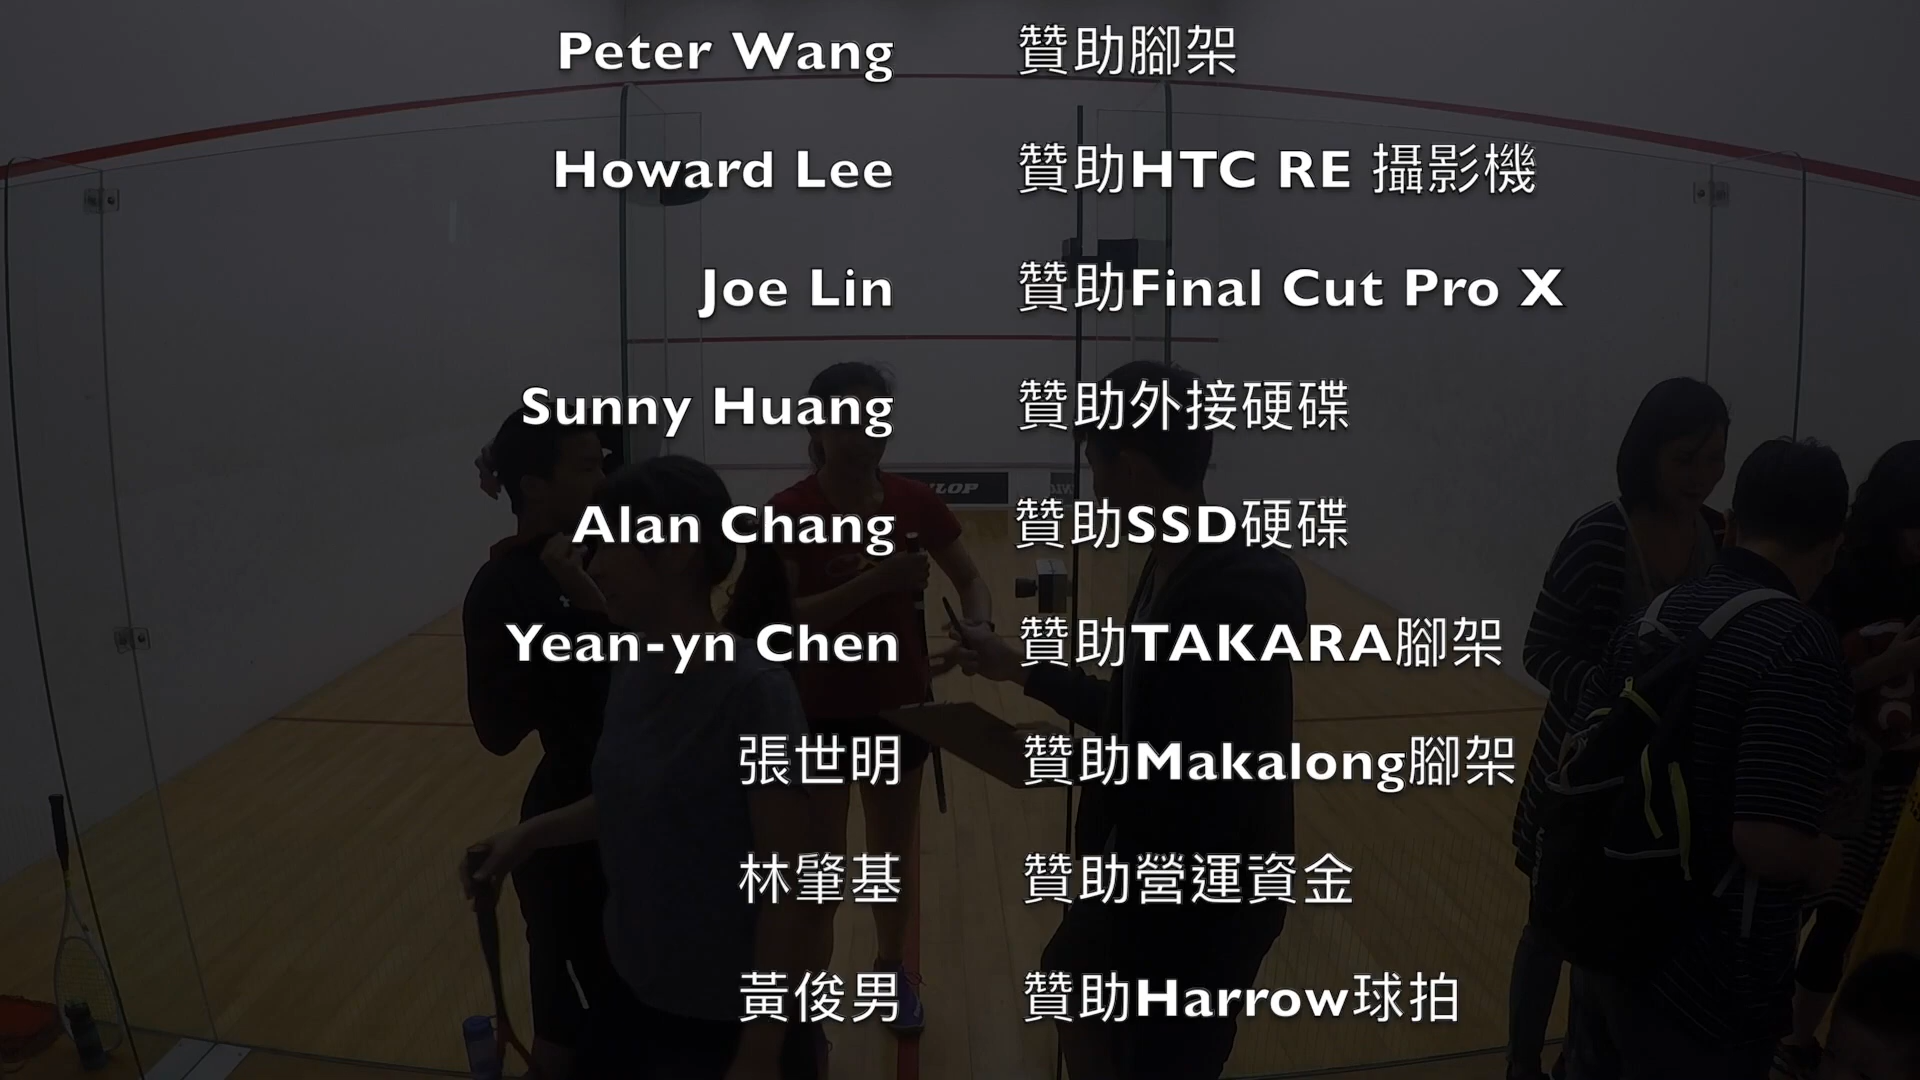 Peter Wang 贊助腳架
Howard Lee 贊助HTC RE 攝影機
Joe Lin 贊助Final Cut Pro X
Sunny Huang 贊助外接硬碟
Alan Chang 贊助SSD硬碟
Yean-yn Chen 贊助TAKARA腳架
張世明 贊助Makalong腳架
林肇基 贊助營運資金
黃俊男 贊助Harrow球拍